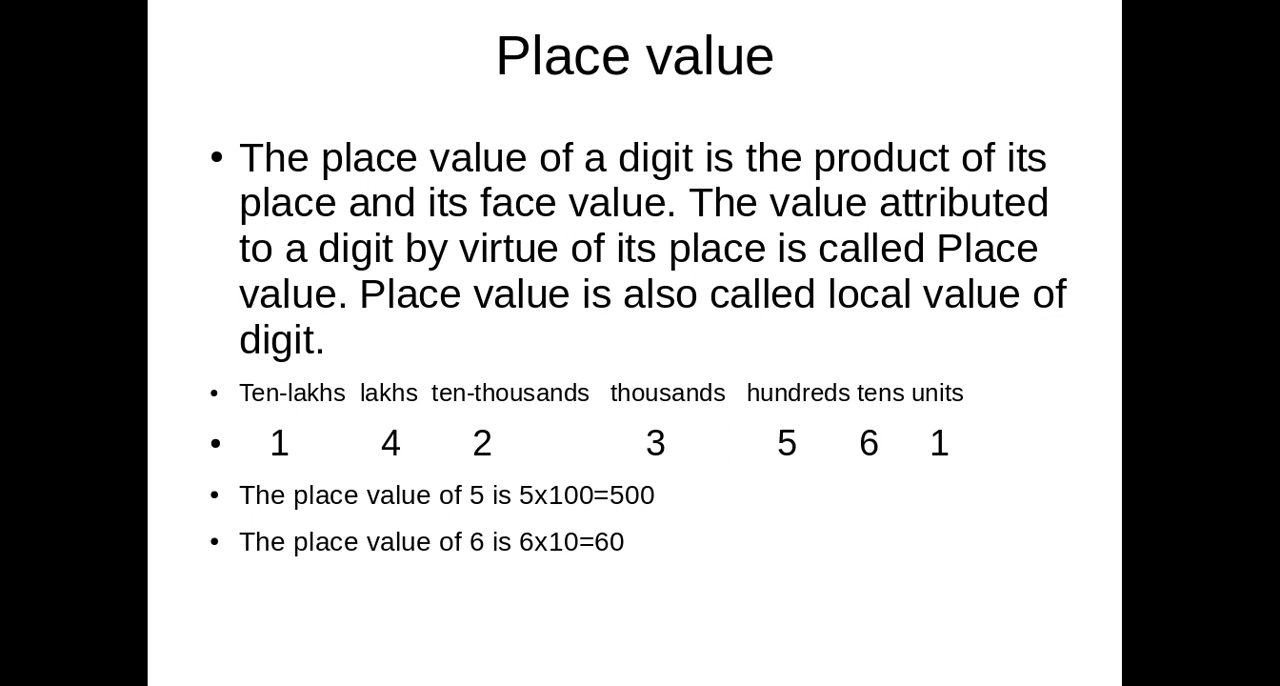 Place value
• The place value of a digit is the product of its
place and its face value. The value attributed
to a digit by virtue of its place is called Place
value. Place value is also called local value of
digit.
• Ten-lakhs lakhs ten-thousands thousands hundreds tens units
• 1 4 2 3 5 6 1
• The place value of 5 is 5x100=500
• The place value of 6 is 6x10=60